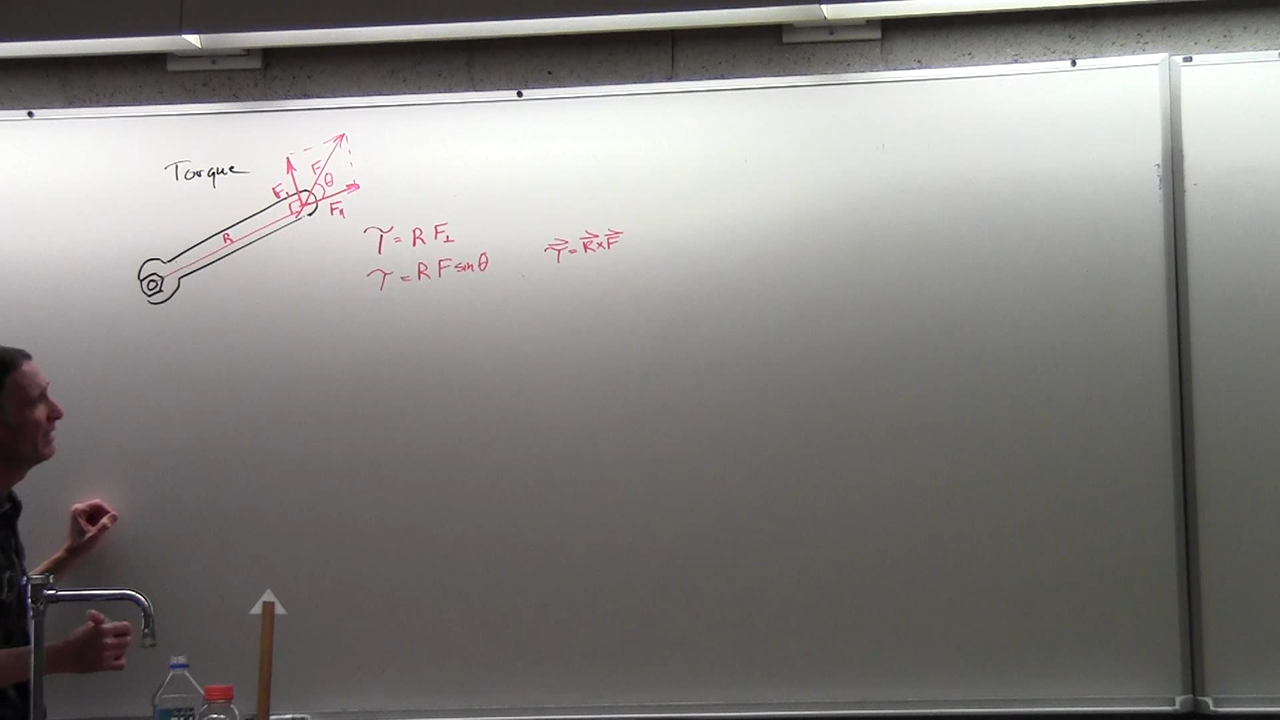 Torque
F
θ
F⊥
F∥
R
τ = R F⊥
τ = R F sin θ
τ⃗ = R⃗ × F⃗